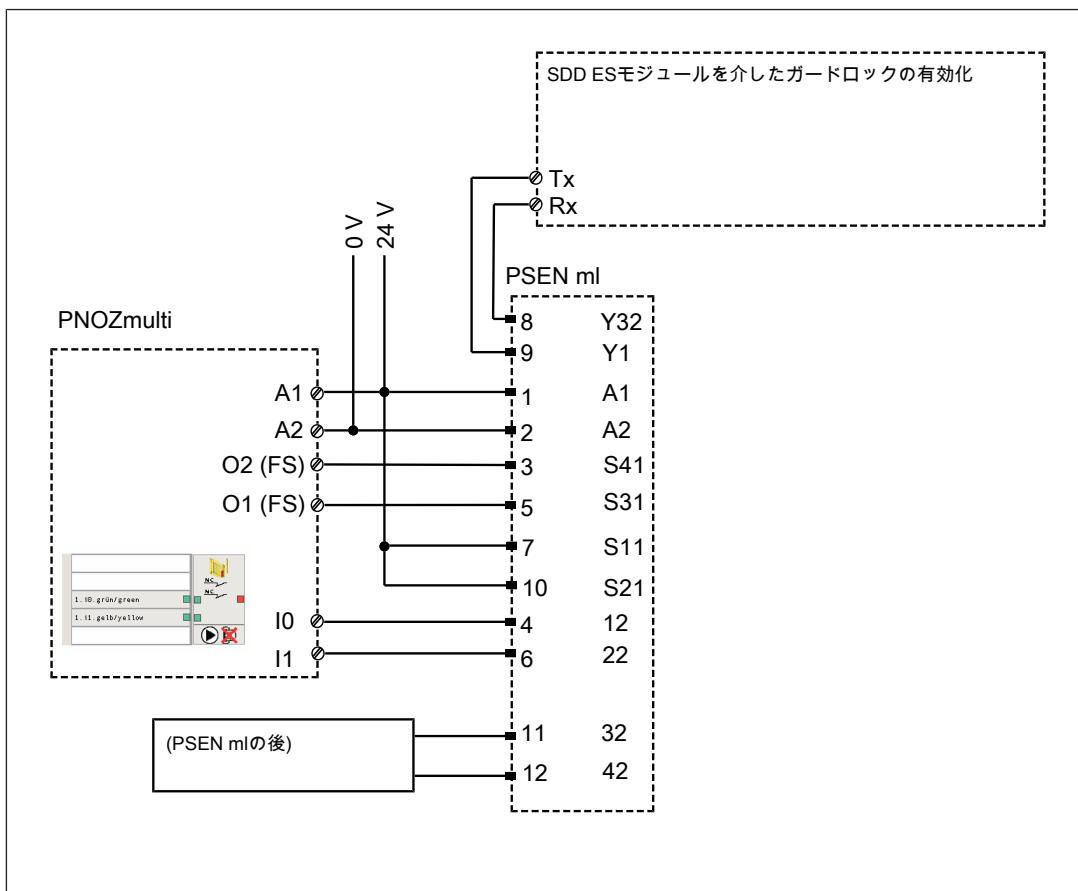 SDD ESモジュールを介したガードロックの有効化
Tx
Rx
0 V
24 V
PSEN ml
PNOZmulti
8 Y32
9 Y1
A1 1 A1
A2 2 A2
O2 (FS) 3 S41
O1 (FS) 5 S31
7 S11
10 S21
NC
NC
1.i0.grün/green
1.i1.gelb/yellow
I0 4 12
I1 6 22
(PSEN mlの後) 11 32
12 42